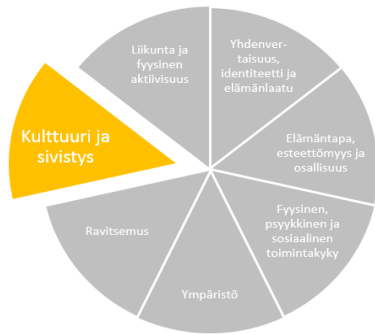 Liikunta ja
fyysinen
aktiivisuus
Yhdenver-
taisuus,
identiteetti ja
elämänlaatu
Elämäntapa,
esteettömyys ja
osallisuus
Fyysinen,
psyykkinen ja
sosiaalinen
toimintakyky
Ympäristö
Ravitsemus
Kulttuuri ja
sivistys